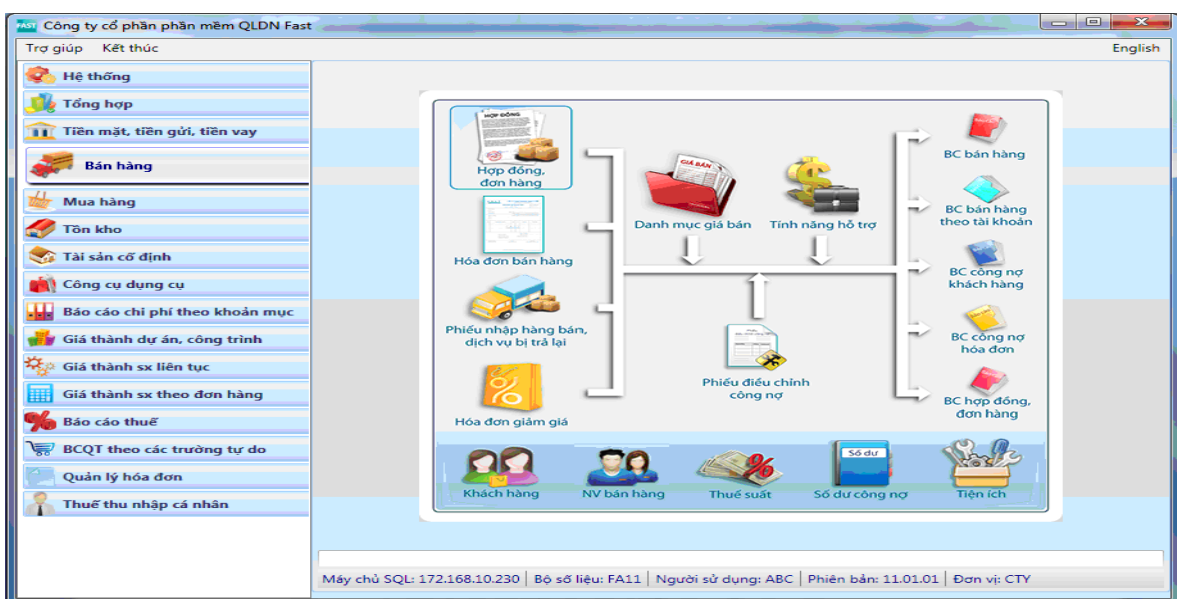 FAST Công ty cổ phần phần mềm QLDN Fast
Trợ giúp Kết thúc English
Hệ thống
Tổng hợp
Tiền mặt, tiền gửi, tiền vay
Bán hàng
Mua hàng
Tồn kho
Tài sản cố định
Công cụ dụng cụ
Báo cáo chi phí theo khoản mục
Giá thành dự án, công trình
Giá thành sx liên tục
Giá thành sx theo đơn hàng
Báo cáo thuế
BCQT theo các trường tự do
Quản lý hóa đơn
Thuế thu nhập cá nhân
HỢP ĐỒNG
Hợp đồng,
đơn hàng
Hóa đơn bán hàng
Phiếu nhập hàng bán,
dịch vụ bị trả lại
Hóa đơn giảm giá
GIÁ BÁN
Danh mục giá bán
Tính năng hỗ trợ
Phiếu điều chỉnh
công nợ
BC bán hàng
BC bán hàng
theo tài khoản
BC công nợ
khách hàng
BC công nợ
hóa đơn
BC hợp đồng,
đơn hàng
Khách hàng
NV bán hàng
Thuế suất
Số dư
Số dư công nợ
Tiện ích
Máy chủ SQL: 172.168.10.230 | Bộ số liệu: FA11 | Người sử dụng: ABC | Phiên bản: 11.01.01 | Đơn vị: CTY